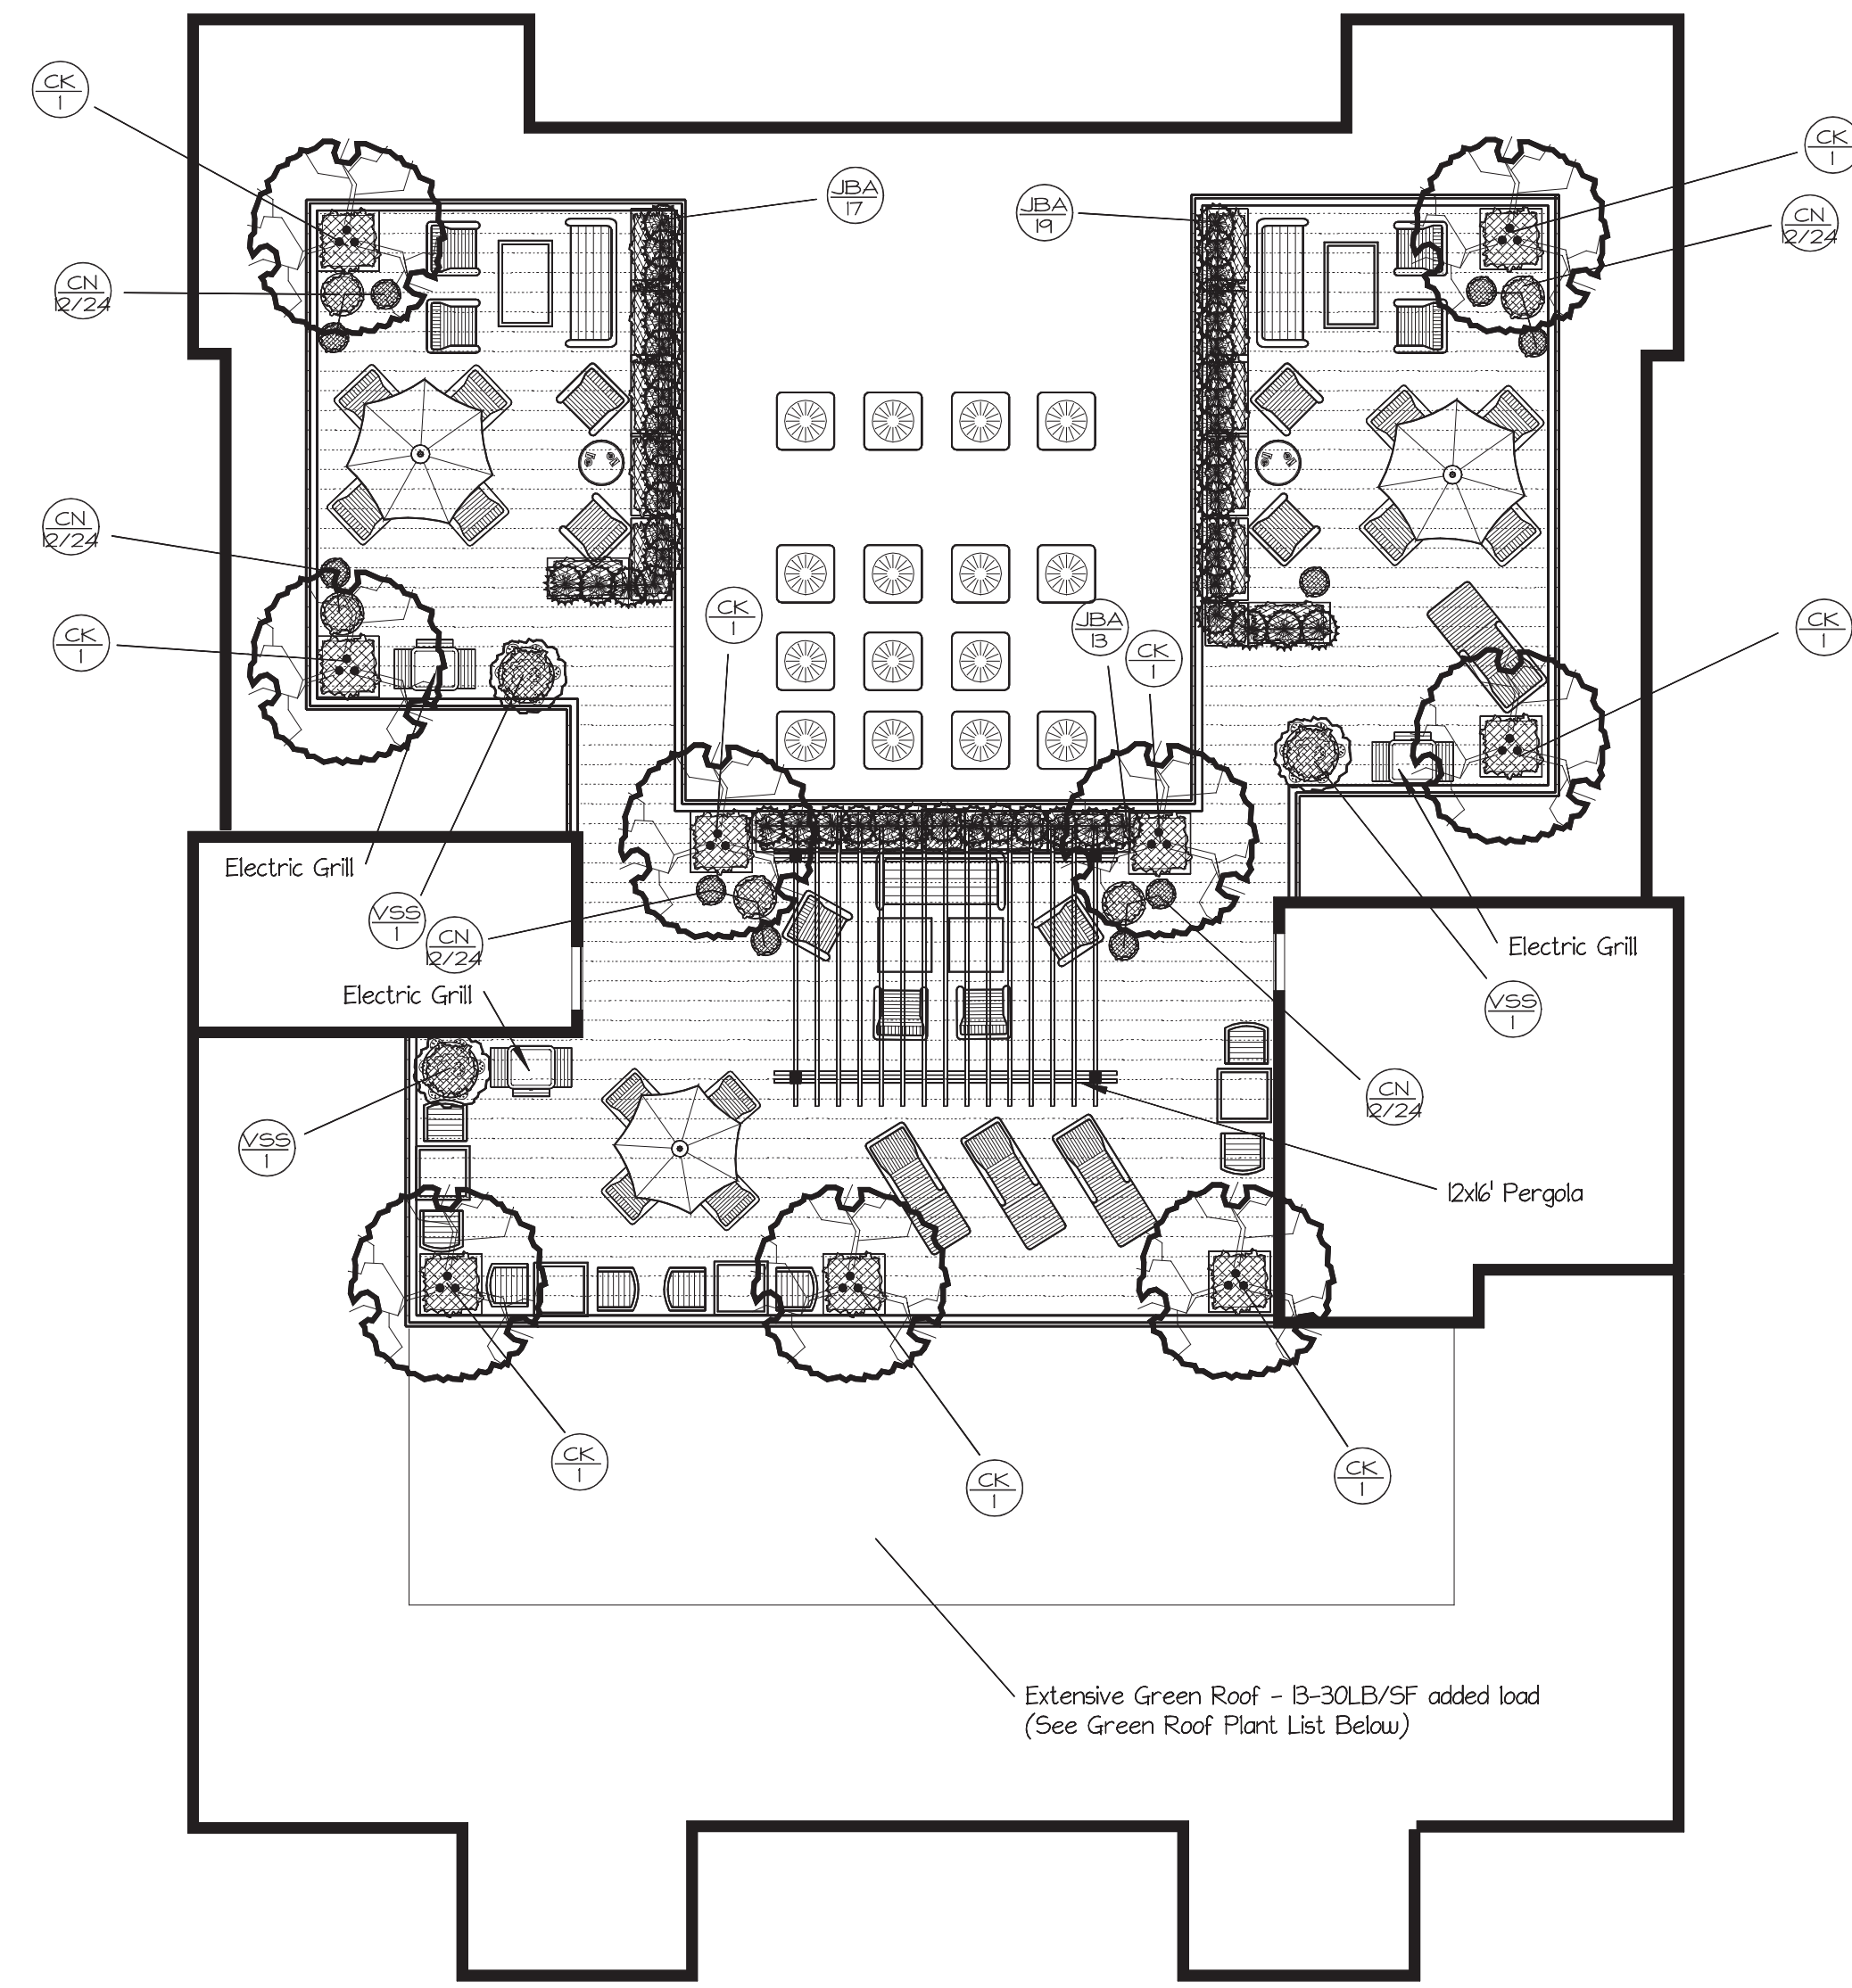 CK
1
CK
1
JBA
17
JBA
19
CN
12/24
CN
12/24
CN
12/24
CK
1
CK
1
JBA
13
CK
1
CK
1
Electric Grill
VSS
1
CN
12/24
Electric Grill
Electric Grill
VSS
1
CN
12/24
VSS
1
12x16' Pergola
CK
1
CK
1
CK
1
Extensive Green Roof - 13-30LB/SF added load
(See Green Roof Plant List Below)